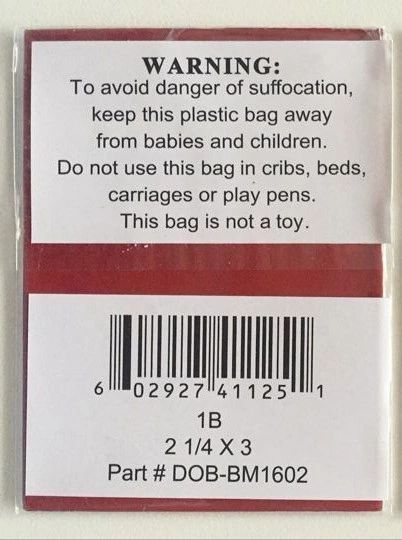 WARNING:
To avoid danger of suffocation,
keep this plastic bag away
from babies and children.
Do not use this bag in cribs, beds,
carriages or play pens.
This bag is not a toy.
6 02927 41125 1
1B
2 1/4 X 3
Part # DOB-BM1602